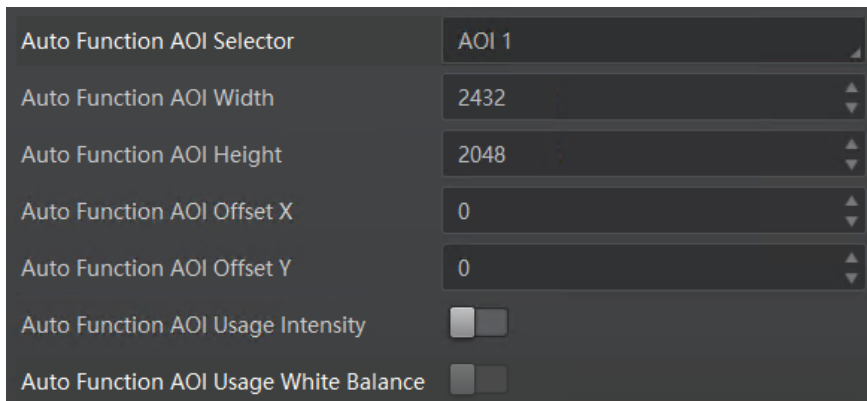 Auto Function AOI Selector AOI 1
Auto Function AOI Width 2432
Auto Function AOI Height 2048
Auto Function AOI Offset X 0
Auto Function AOI Offset Y 0
Auto Function AOI Usage Intensity
Auto Function AOI Usage White Balance